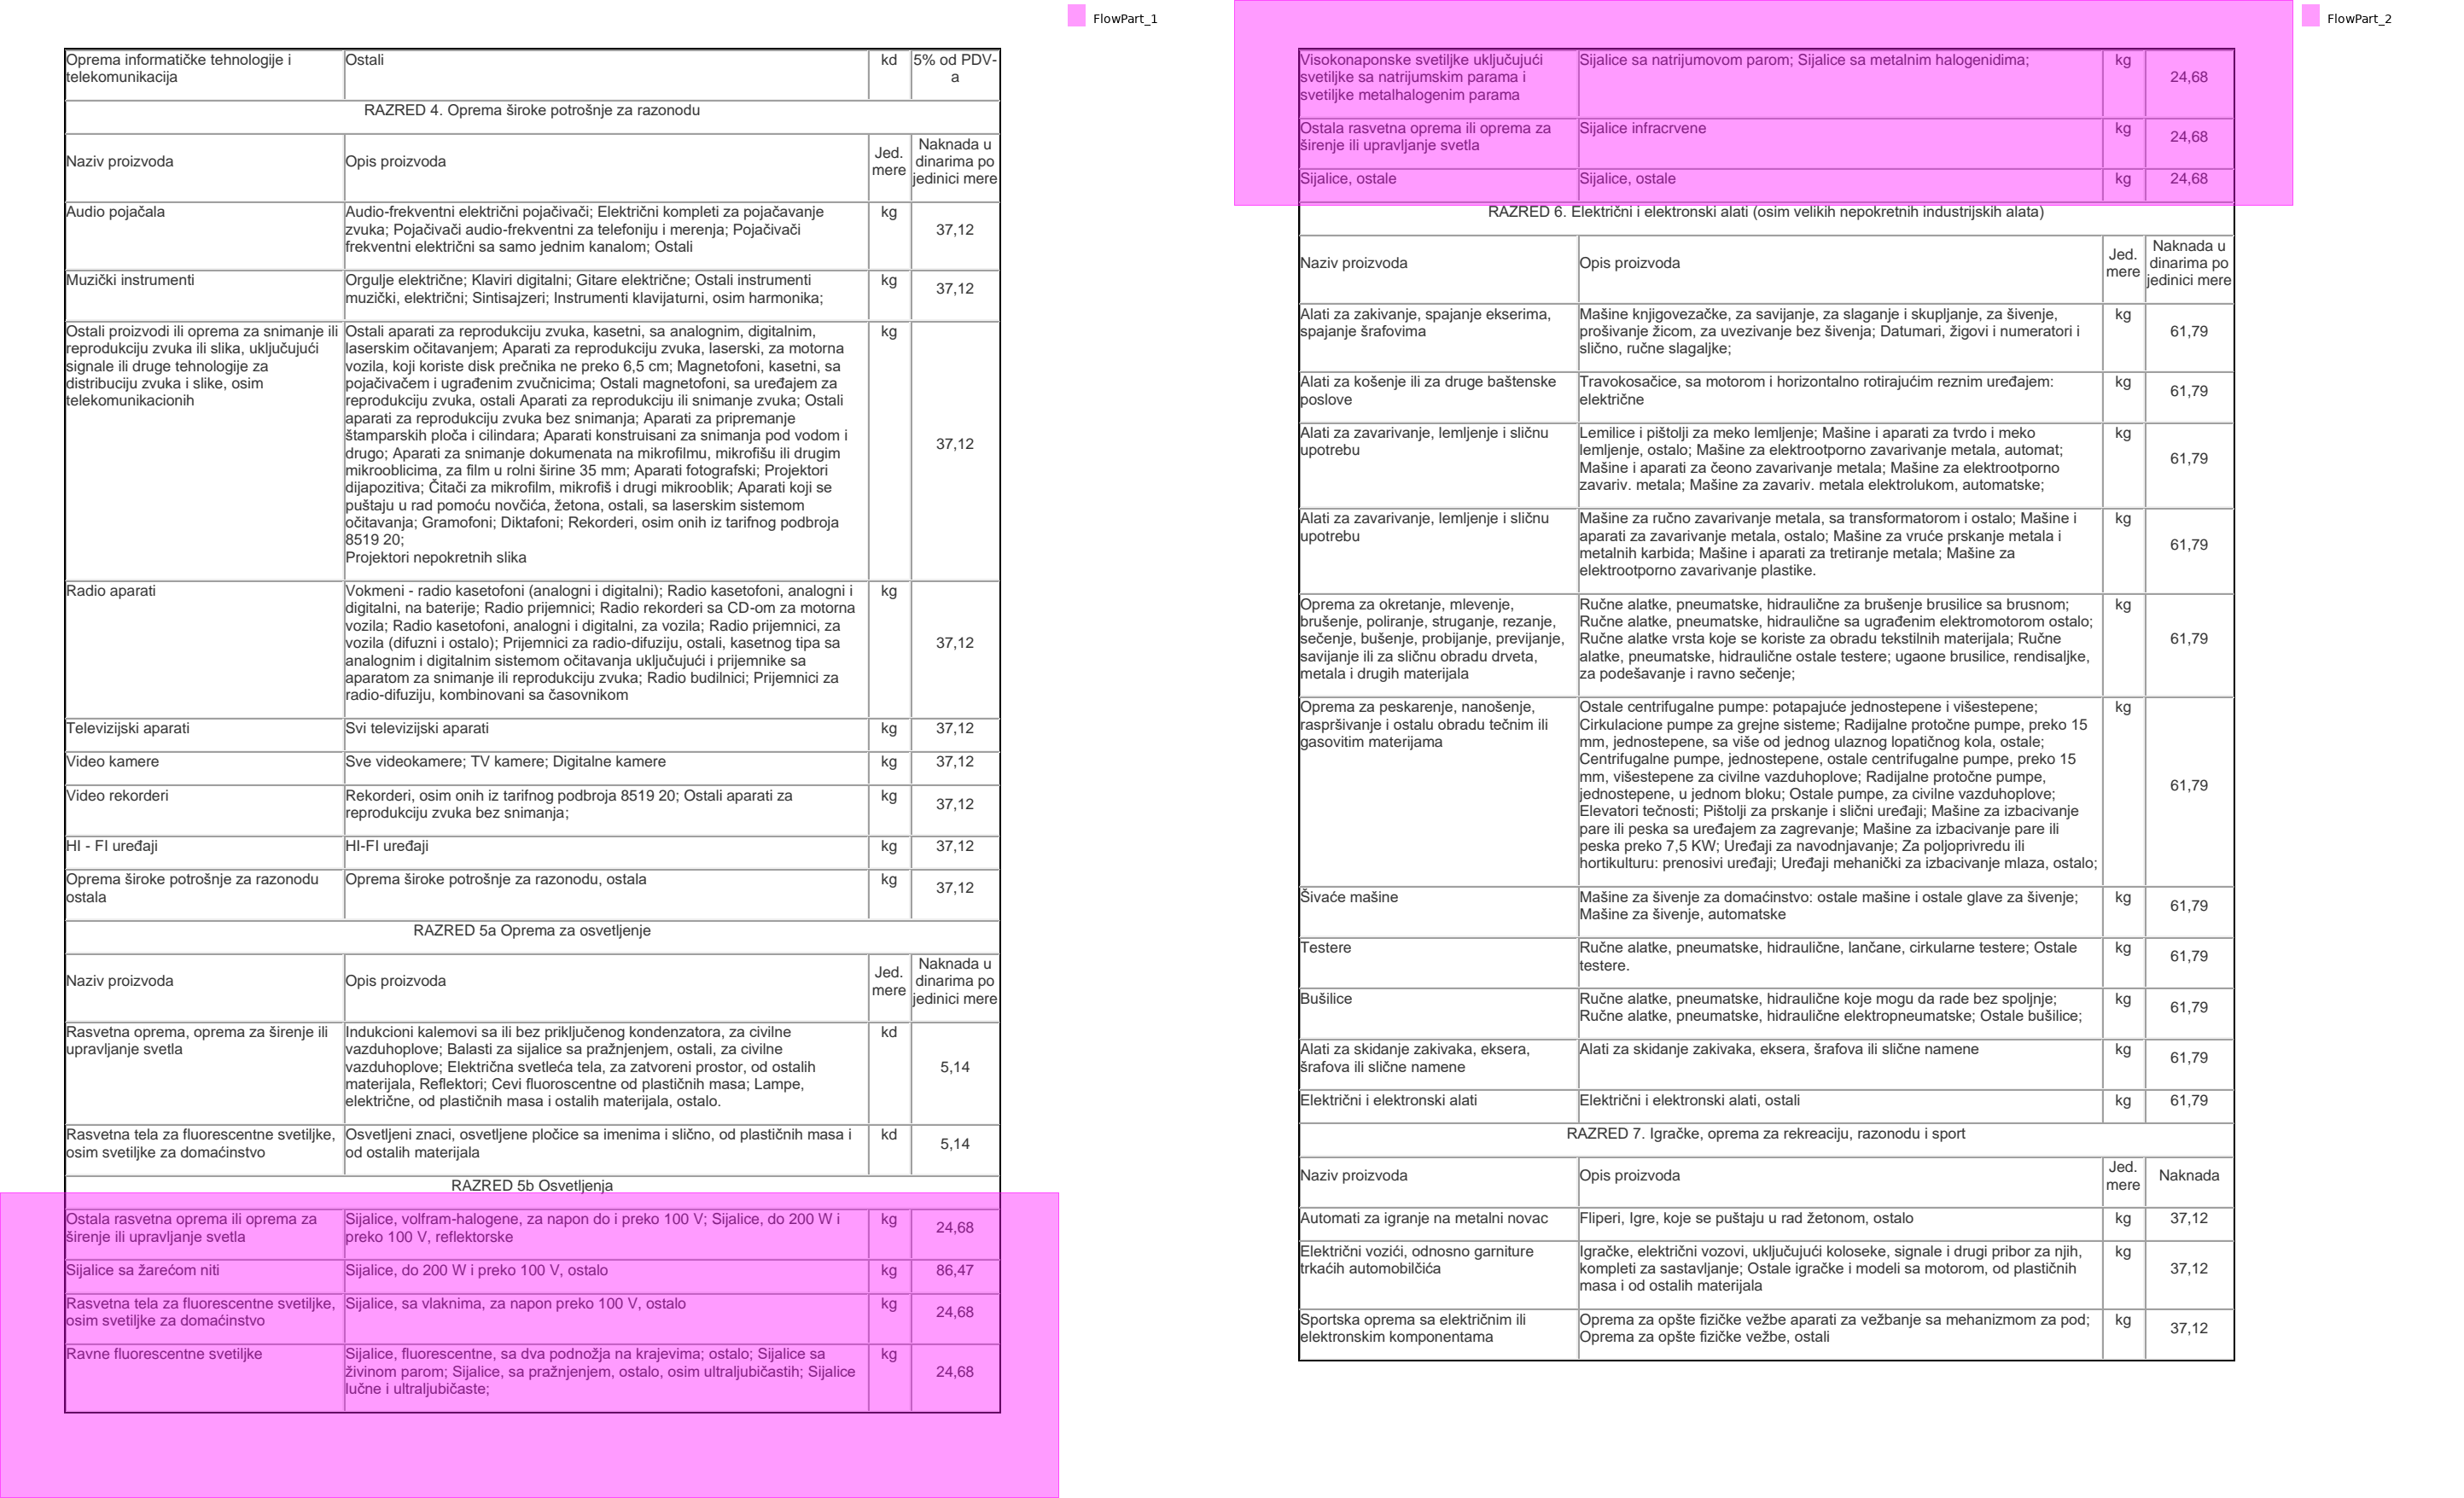 FlowPart_1
Oprema informatičke tehnologije i
telekomunikacija
Ostali
kd
5% od PDV-
a
RAZRED 4. Oprema široke potrošnje za razonodu
Naziv proizvoda
Opis proizvoda
Jed.
mere
Naknada u
dinarima po
jedinici mere
Audio pojačala
Audio-frekventni električni pojačivači; Električni kompleti za pojačavanje
zvuka; Pojačivači audio-frekventni za telefoniju i merenja; Pojačivači
frekventni električni sa samo jednim kanalom; Ostali
kg
37,12
Muzički instrumenti
Orgulje električne; Klaviri digitalni; Gitare električne; Ostali instrumenti
muzički, električni; Sintisajzeri; Instrumenti klavijaturni, osim harmonika;
kg
37,12
Ostali proizvodi ili oprema za snimanje ili
reprodukciju zvuka ili slika, uključujući
signale ili druge tehnologije za
distribuciju zvuka i slike, osim
telekomunikacionih
Ostali aparati za reprodukciju zvuka, kasetni, sa analognim, digitalnim,
laserskim očitavanjem; Aparati za reprodukciju zvuka, laserski, za motorna
vozila, koji koriste disk prečnika ne preko 6,5 cm; Magnetofoni, kasetni, sa
pojačivačem i ugrađenim zvučnicima; Ostali magnetofoni, sa uređajem za
reprodukciju zvuka, ostali Aparati za reprodukciju ili snimanje zvuka; Ostali
aparati za reprodukciju zvuka bez snimanja; Aparati za pripremanje
štamparskih ploča i cilindara; Aparati konstruisani za snimanja pod vodom i
drugo; Aparati za snimanje dokumenata na mikrofilmu, mikrofišu ili drugim
mikrooblicima, za film u rolni širine 35 mm; Aparati fotografski; Projektori
dijapozitiva; Čitači za mikrofilm, mikrofiš i drugi mikrooblik; Aparati koji se
puštaju u rad pomoću novčića, žetona, ostali, sa laserskim sistemom
očitavanja; Gramofoni; Diktafoni; Rekorderi, osim onih iz tarifnog podbroja
8519 20;
Projektori nepokretnih slika
kg
37,12
Radio aparati
Vokmeni - radio kasetofoni (analogni i digitalni); Radio kasetofoni, analogni i
digitalni, na baterije; Radio prijemnici; Radio rekorderi sa CD-om za motorna
vozila; Radio kasetofoni, analogni i digitalni, za vozila; Radio prijemnici, za
vozila (difuzni i ostalo); Prijemnici za radio-difuziju, ostali, kasetnog tipa sa
analognim i digitalnim sistemom očitavanja uključujući i prijemnike sa
aparatom za snimanje ili reprodukciju zvuka; Radio budilnici; Prijemnici za
radio-difuziju, kombinovani sa časovnikom
kg
37,12
Televizijski aparati
Svi televizijski aparati
kg
37,12
Video kamere
Sve videokamere; TV kamere; Digitalne kamere
kg
37,12
Video rekorderi
Rekorderi, osim onih iz tarifnog podbroja 8519 20; Ostali aparati za
reprodukciju zvuka bez snimanja;
kg
37,12
HI - FI uređaji
HI-FI uređaji
kg
37,12
Oprema široke potrošnje za razonodu
ostala
Oprema široke potrošnje za razonodu, ostala
kg
37,12
RAZRED 5a Oprema za osvetljenje
Naziv proizvoda
Opis proizvoda
Jed.
mere
Naknada u
dinarima po
jedinici mere
Rasvetna oprema, oprema za širenje ili
upravljanje svetla
Indukcioni kalemovi sa ili bez priključenog kondenzatora, za civilne
vazduhoplove; Balasti za sijalice sa pražnjenjem, ostali, za civilne
vazduhoplove; Električna svetleća tela, za zatvoreni prostor, od ostalih
materijala, Reflektori; Cevi fluoroscentne od plastičnih masa; Lampe,
električne, od plastičnih masa i ostalih materijala, ostalo.
kd
5,14
Rasvetna tela za fluorescentne svetiljke,
osim svetiljke za domaćinstvo
Osvetljeni znaci, osvetljene pločice sa imenima i slično, od plastičnih masa i
od ostalih materijala
kd
5,14
RAZRED 5b Osvetljenja
Ostala rasvetna oprema ili oprema za
širenje ili upravljanje svetla
Sijalice, volfram-halogene, za napon do i preko 100 V; Sijalice, do 200 W i
preko 100 V, reflektorske
kg
24,68
Sijalice sa žarećom niti
Sijalice, do 200 W i preko 100 V, ostalo
kg
86,47
Rasvetna tela za fluorescentne svetiljke,
osim svetiljke za domaćinstvo
Sijalice, sa vlaknima, za napon preko 100 V, ostalo
kg
24,68
Ravne fluorescentne svetiljke
Sijalice, fluorescentne, sa dva podnožja na krajevima; ostalo; Sijalice sa
živinom parom; Sijalice, sa pražnjenjem, ostalo, osim ultraljubičastih; Sijalice
lučne i ultraljubičaste;
kg
24,68
FlowPart_2
Visokonaponske svetiljke uključujući
svetiljke sa natrijumskim parama i
svetiljke metalhalogenim parama
Sijalice sa natrijumovom parom; Sijalice sa metalnim halogenidima;
kg
24,68
Ostala rasvetna oprema ili oprema za
širenje ili upravljanje svetla
Sijalice infracrvene
kg
24,68
Sijalice, ostale
Sijalice, ostale
kg
24,68
RAZRED 6. Električni i elektronski alati (osim velikih nepokretnih industrijskih alata)
Naziv proizvoda
Opis proizvoda
Jed.
mere
Naknada u
dinarima po
jedinici mere
Alati za zakivanje, spajanje ekserima,
spajanje šrafovima
Mašine knjigovezačke, za savijanje, za slaganje i skupljanje, za šivenje,
prošivanje žicom, za uvezivanje bez šivenja; Datumari, žigovi i numeratori i
slično, ručne slagaljke;
kg
61,79
Alati za košenje ili za druge baštenske
poslove
Travokosačice, sa motorom i horizontalno rotirajućim reznim uređajem:
električne
kg
61,79
Alati za zavarivanje, lemljenje i sličnu
upotrebu
Lemilice i pištolji za meko lemljenje; Mašine i aparati za tvrdo i meko
lemljenje, ostalo; Mašine za elektrootporno zavarivanje metala, automat;
Mašine i aparati za čeono zavarivanje metala; Mašine za elektrootporno
zavariv. metala; Mašine za zavariv. metala elektrolukom, automatske;
kg
61,79
Alati za zavarivanje, lemljenje i sličnu
upotrebu
Mašine za ručno zavarivanje metala, sa transformatorom i ostalo; Mašine i
aparati za zavarivanje metala, ostalo; Mašine za vruće prskanje metala i
metalnih karbida; Mašine i aparati za tretiranje metala; Mašine za
elektrootporno zavarivanje plastike.
kg
61,79
Oprema za okretanje, mlevenje,
brušenje, poliranje, struganje, rezanje,
sečenje, bušenje, probijanje, previjanje,
savijanje ili za sličnu obradu drveta,
metala i drugih materijala
Ručne alatke, pneumatske, hidraulične za brušenje brusilice sa brusnom;
Ručne alatke, pneumatske, hidraulične sa ugrađenim elektromotorom ostalo;
Ručne alatke vrsta koje se koriste za obradu tekstilnih materijala; Ručne
alatke, pneumatske, hidraulične ostale testere; ugaone brusilice, rendisaljke,
za podešavanje i ravno sečenje;
kg
61,79
Oprema za peskarenje, nanošenje,
raspršivanje i ostalu obradu tečnim ili
gasovitim materijama
Ostale centrifugalne pumpe: potapajuće jednostepene i višestepene;
Cirkulacione pumpe za grejne sisteme; Radijalne protočne pumpe, preko 15
mm, jednostepene, sa više od jednog ulaznog lopatičnog kola, ostale;
Centrifugalne pumpe, jednostepene, ostale centrifugalne pumpe, preko 15
mm, višestepene za civilne vazduhoplove; Radijalne protočne pumpe,
jednostepene, u jednom bloku; Ostale pumpe, za civilne vazduhoplove;
Elevatori tečnosti; Pištolji za prskanje i slični uređaji; Mašine za izbacivanje
pare ili peska sa uređajem za zagrevanje; Mašine za izbacivanje pare ili
peska preko 7,5 KW; Uređaji za navodnjavanje; Za poljoprivredu ili
hortikulturu: prenosivi uređaji; Uređaji mehanički za izbacivanje mlaza, ostalo;
kg
61,79
Šivaće mašine
Mašine za šivenje za domaćinstvo: ostale mašine i ostale glave za šivenje;
Mašine za šivenje, automatske
kg
61,79
Testere
Ručne alatke, pneumatske, hidraulične, lančane, cirkularne testere; Ostale
testere.
kg
61,79
Bušilice
Ručne alatke, pneumatske, hidraulične koje mogu da rade bez spoljnje;
Ručne alatke, pneumatske, hidraulične elektropneumatske; Ostale bušilice;
kg
61,79
Alati za skidanje zakivaka, eksera,
šrafova ili slične namene
Alati za skidanje zakivaka, eksera, šrafova ili slične namene
kg
61,79
Električni i elektronski alati
Električni i elektronski alati, ostali
kg
61,79
RAZRED 7. Igračke, oprema za rekreaciju, razonodu i sport
Naziv proizvoda
Opis proizvoda
Jed.
mere
Naknada
Automati za igranje na metalni novac
Fliperi, Igre, koje se puštaju u rad žetonom, ostalo
kg
37,12
Električni vozići, odnosno garniture
trkaćih automobilčića
Igračke, električni vozovi, uključujući koloseke, signale i drugi pribor za njih,
kompleti za sastavljanje; Ostale igračke i modeli sa motorom, od plastičnih
masa i od ostalih materijala
kg
37,12
Sportska oprema sa električnim ili
elektronskim komponentama
Oprema za opšte fizičke vežbe aparati za vežbanje sa mehanizmom za pod;
Oprema za opšte fizičke vežbe, ostali
kg
37,12